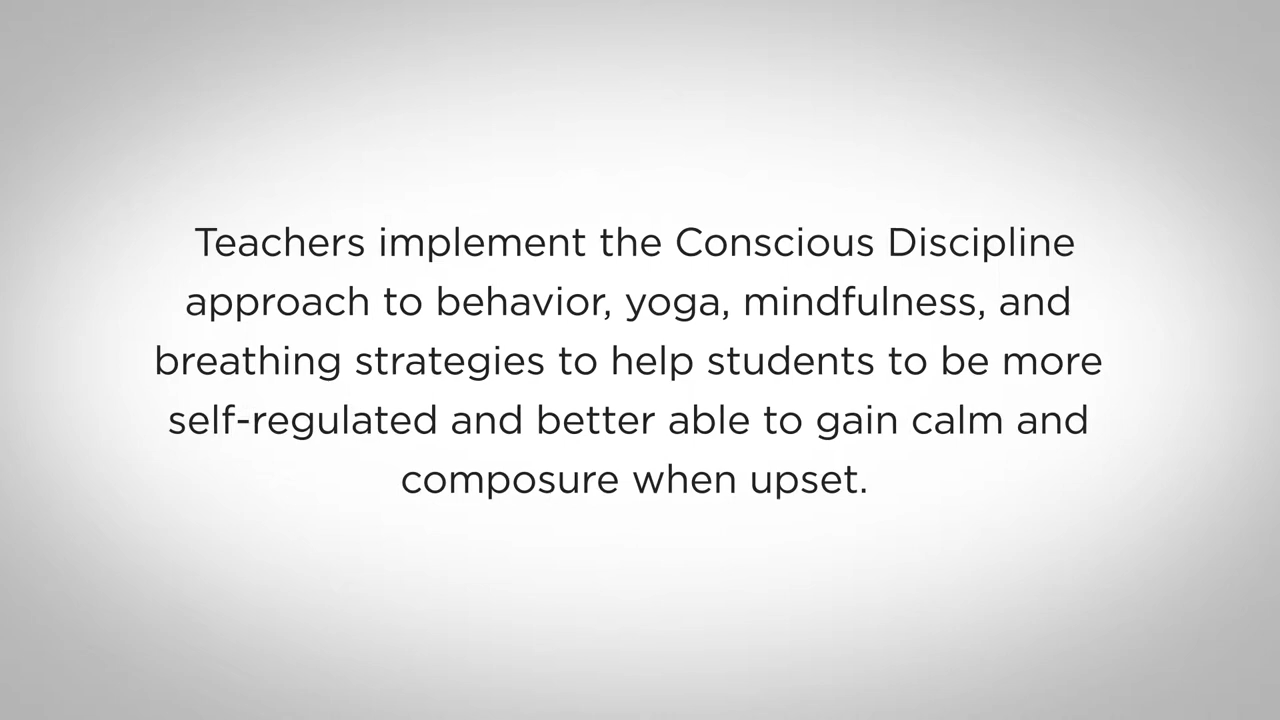 Teachers implement the Conscious Discipline
approach to behavior, yoga, mindfulness, and
breathing strategies to help students to be more
self-regulated and better able to gain calm and
composure when upset.